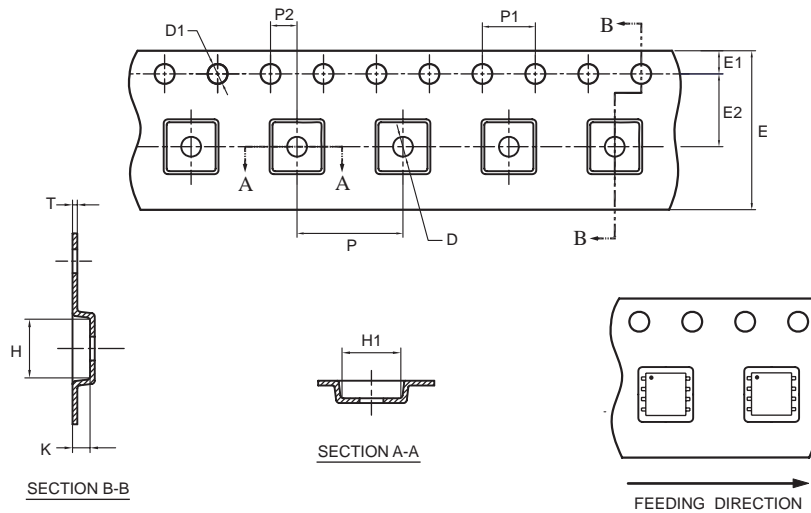 P2
P1
B
D1
E1
E2
E
A
A
T
P
D
B
H
H1
K
SECTION A-A
SECTION B-B
FEEDING DIRECTION